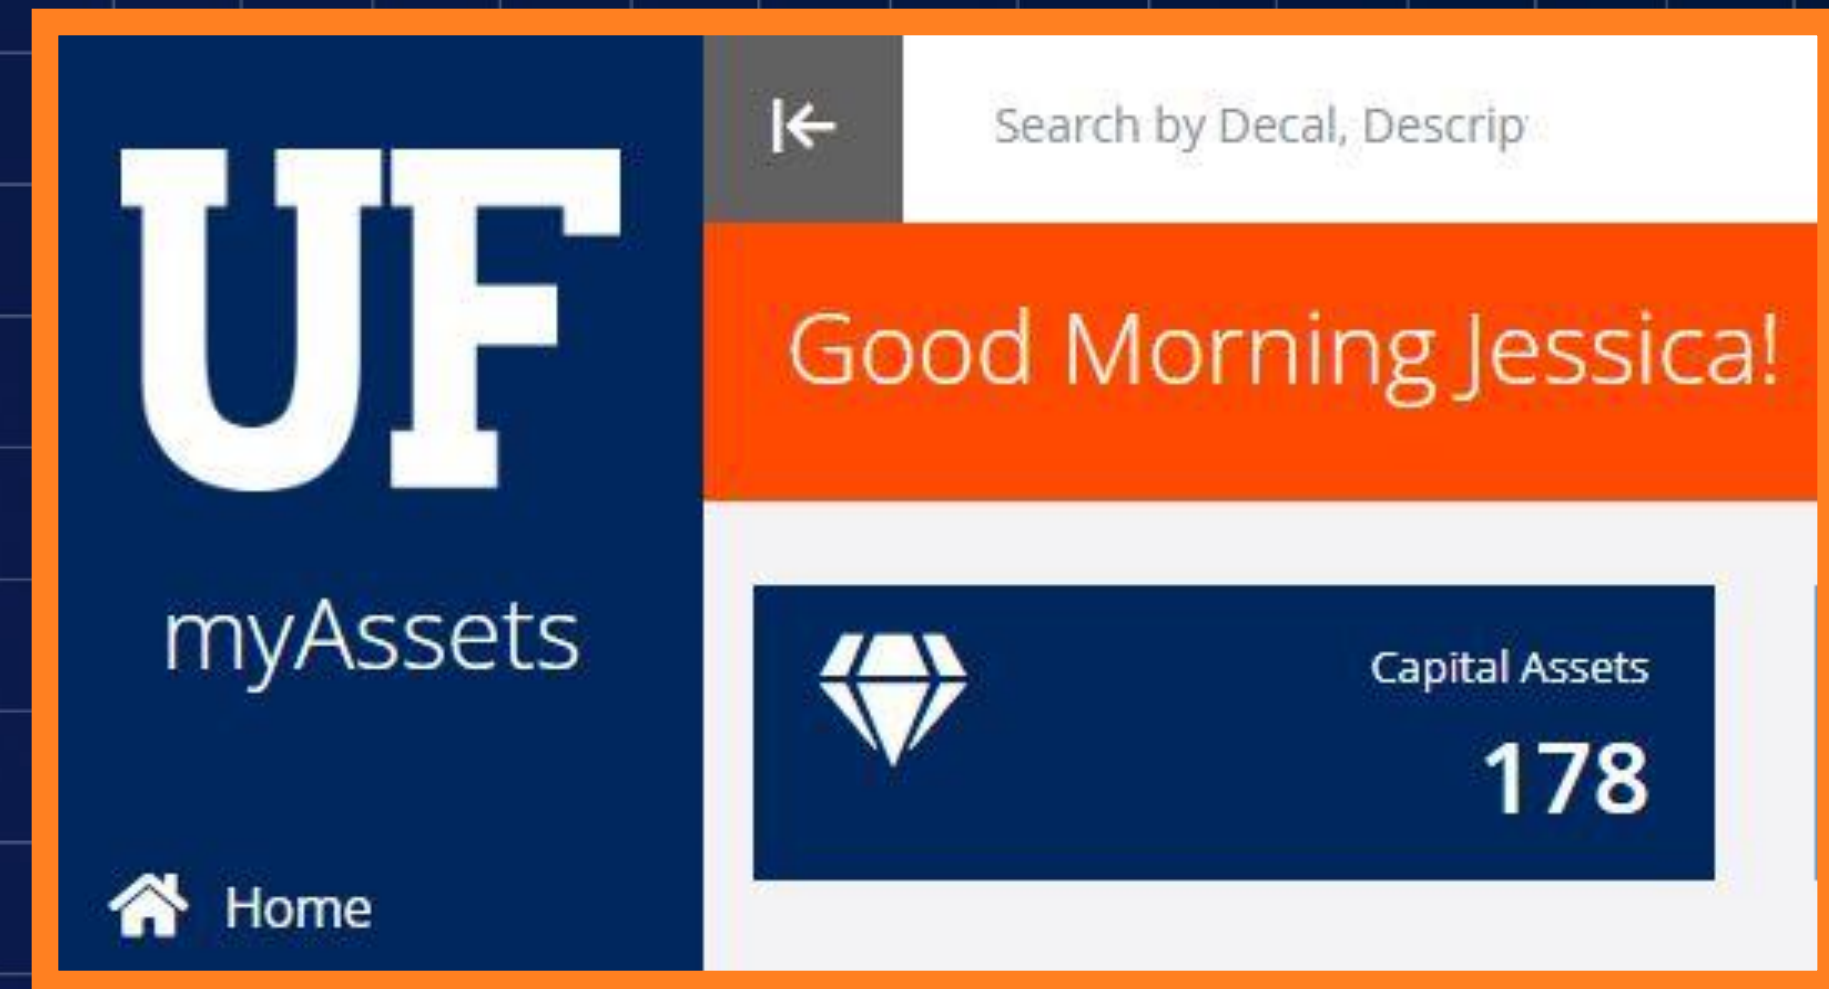 UF
myAssets
Home
Search by Decal, Descrip
Good Morning Jessica!
Capital Assets
178